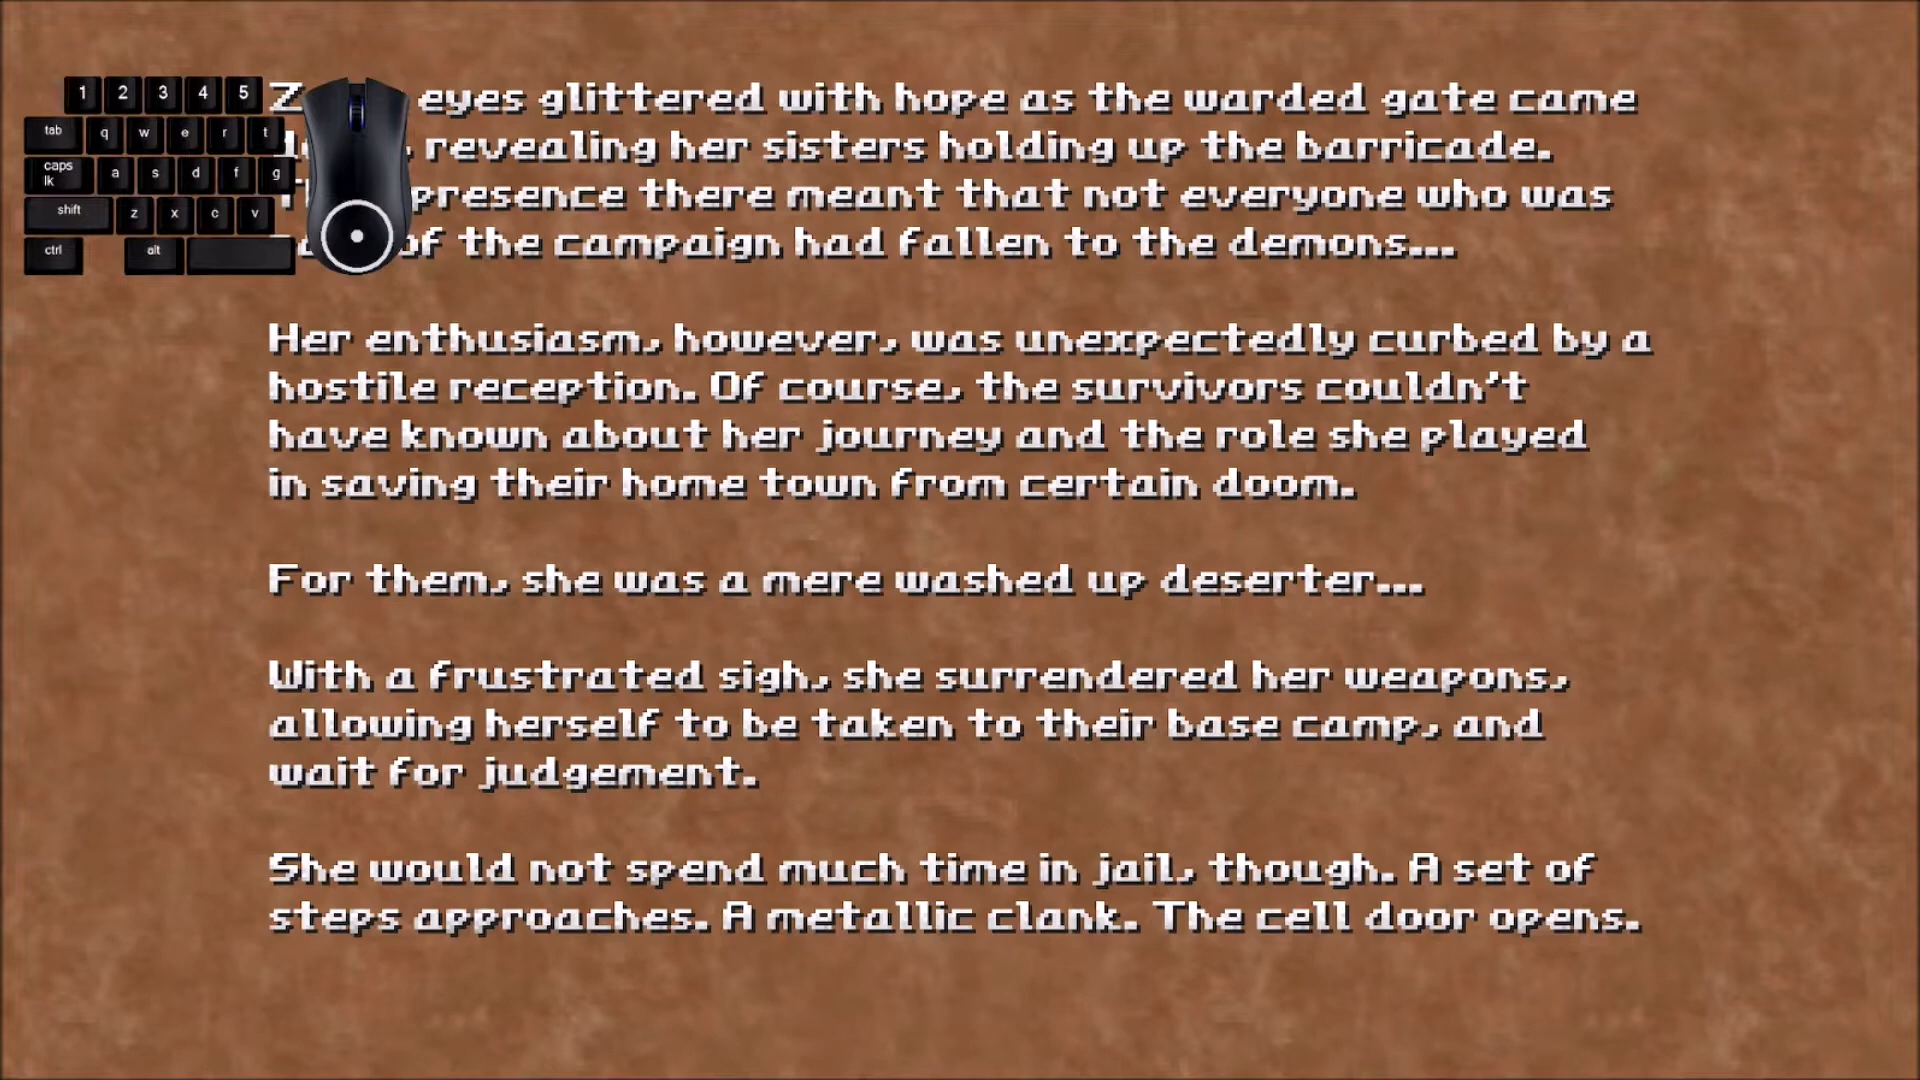 1 2 3 4 5
tab q w e r t
caps lk a s d f g
shift z x c v
ctrl alt
eyes glittered with hope as the warded gate came
revealing her sisters holding up the barricade.
presence there meant that not everyone who was
of the campaign had fallen to the demons...
Her enthusiasm, however, was unexpectedly curbed by a
hostile reception. Of course, the survivors couldn't
have known about her journey and the role she played
in saving their home town from certain doom.
For them, she was a mere washed up deserter...
With a frustrated sigh, she surrendered her weapons,
allowing herself to be taken to their base camp, and
wait for judgement.
She would not spend much time in jail, though. A set of
steps approaches. A metallic clank. The cell door opens.